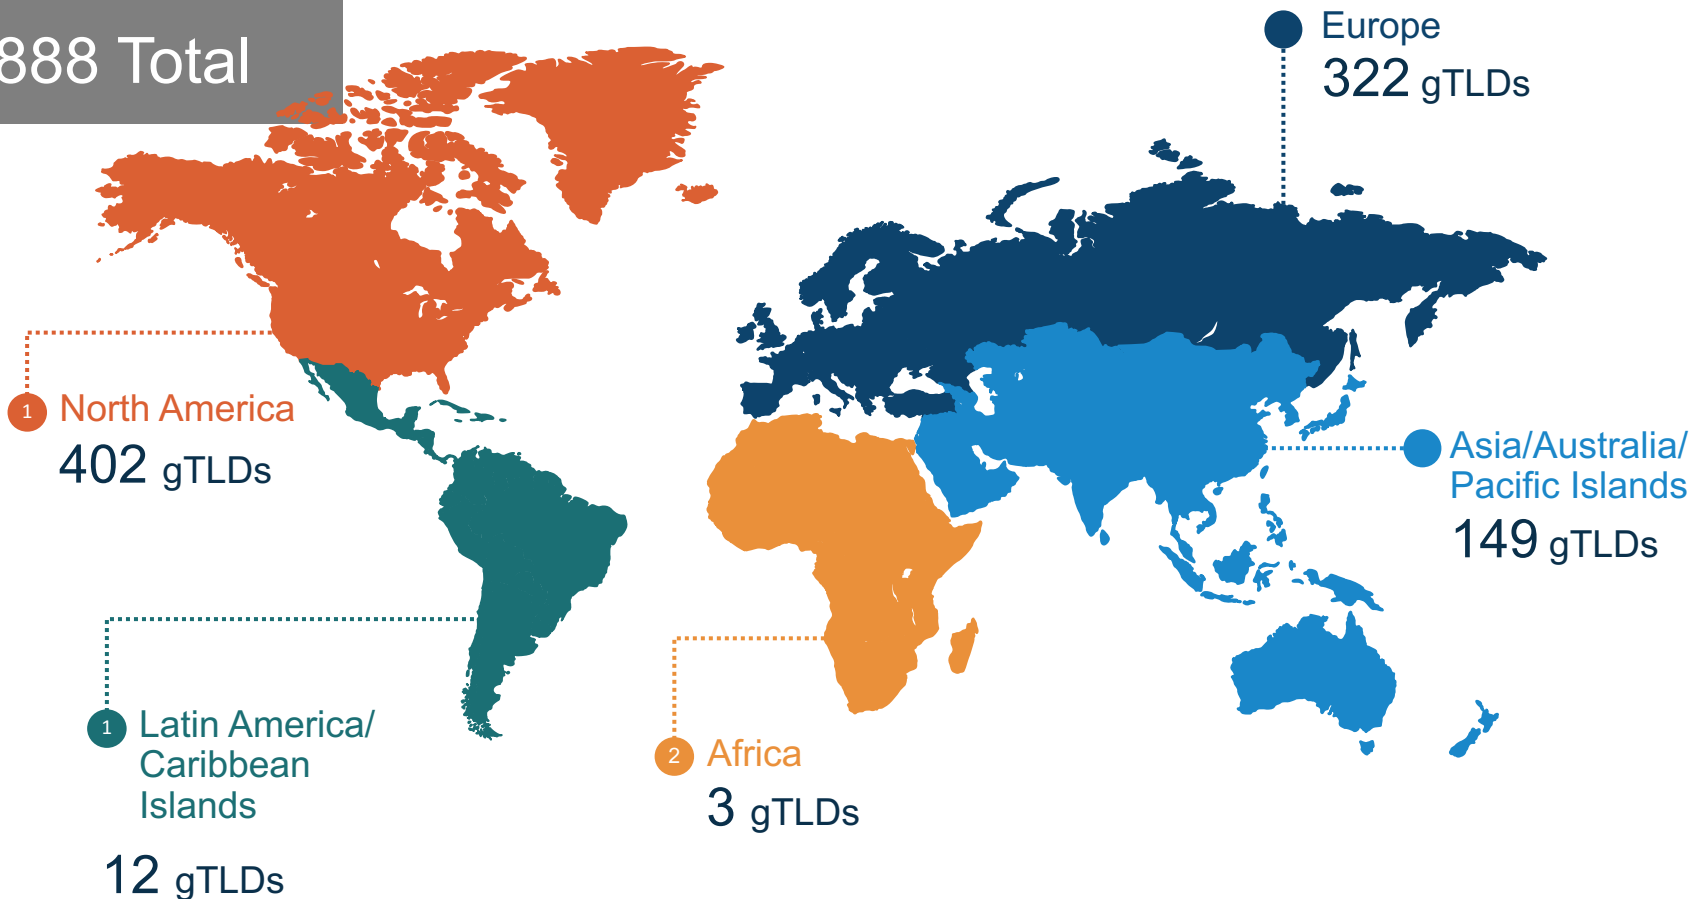 888 Total
Europe
322 gTLDs
1 North America
402 gTLDs
Asia/Australia/
Pacific Islands
149 gTLDs
1 Latin America/
Caribbean
Islands
12 gTLDs
2 Africa
3 gTLDs